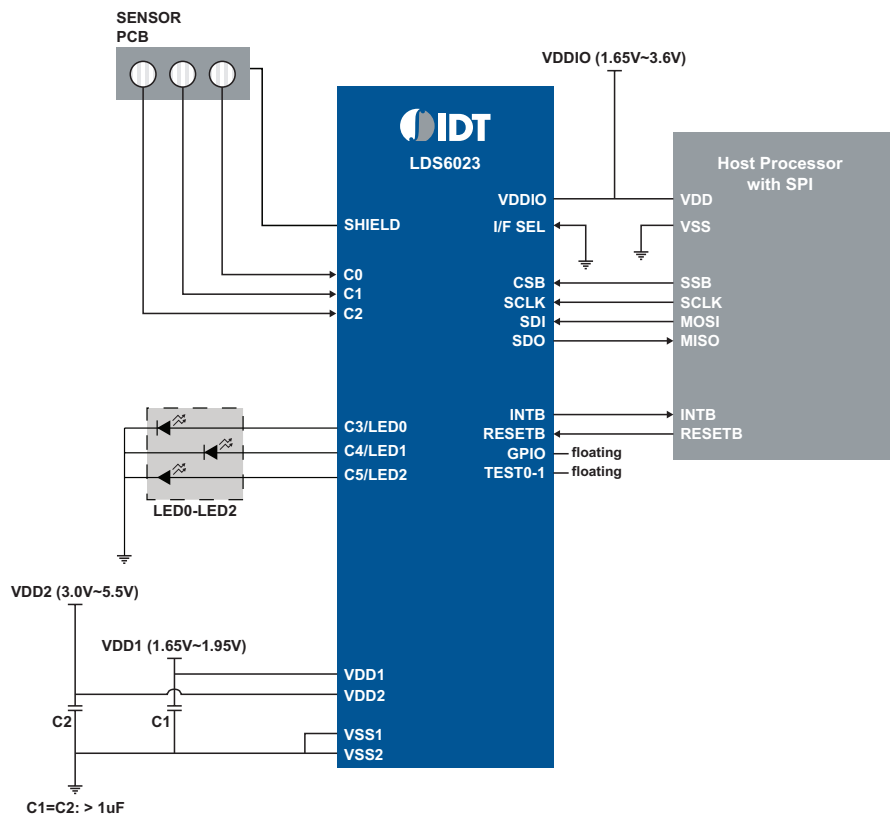 SENSOR
PCB
VDDIO (1.65V~3.6V)
IDT
LDS6023
Host Processor
with SPI
VDDIO
VDD
SHIELD
I/F SEL
VSS
C0
C1
C2
CSB
SSB
SCLK
SCLK
SDI
MOSI
SDO
MISO
C3/LED0
C4/LED1
C5/LED2
INTB
INTB
RESETB
RESETB
GPIO
floating
TEST0-1
floating
LED0-LED2
VDD2 (3.0V~5.5V)
VDD1 (1.65V~1.95V)
VDD1
VDD2
C2
C1
VSS1
VSS2
C1=C2: > 1uF